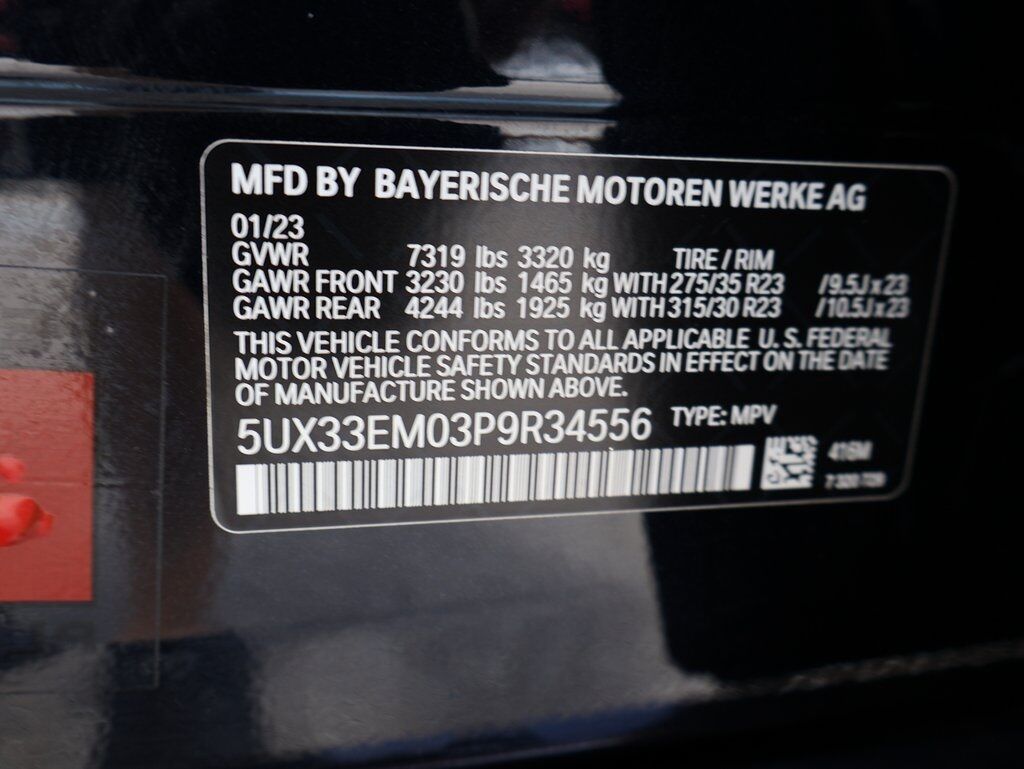 MFD BY BAYERISCHE MOTOREN WERKE AG
01/23
GVWR 7319 lbs 3320 kg TIRE / RIM
GAWR FRONT 3230 lbs 1465 kg WITH 275/35 R23 /9.5J x 23
GAWR REAR 4244 lbs 1925 kg WITH 315/30 R23 /10.5J x 23
THIS VEHICLE CONFORMS TO ALL APPLICABLE U. S. FEDERAL
MOTOR VEHICLE SAFETY STANDARDS IN EFFECT ON THE DATE
OF MANUFACTURE SHOWN ABOVE.
5UX33EM03P9R34556 TYPE: MPV
416M